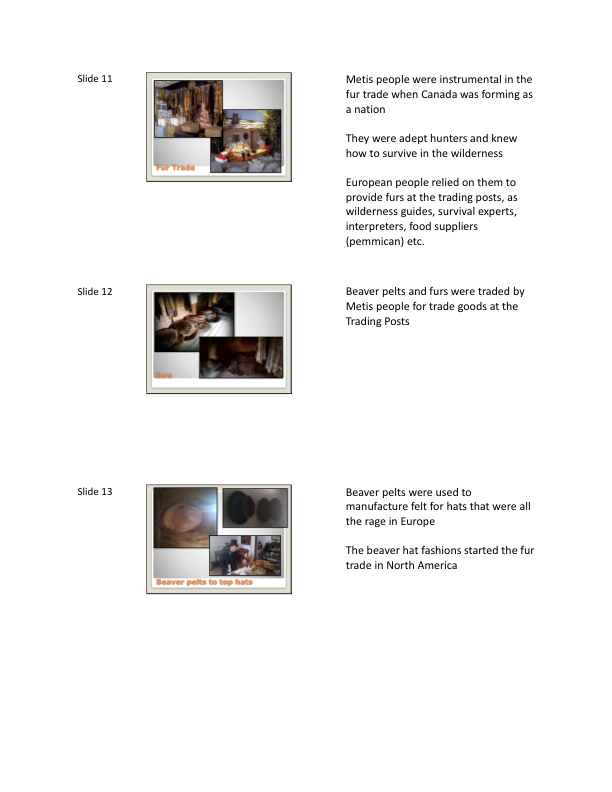 Slide 11
Fur Trade
Metis people were instrumental in the
fur trade when Canada was forming as
a nation
They were adept hunters and knew
how to survive in the wilderness
European people relied on them to
provide furs at the trading posts, as
wilderness guides, survival experts,
interpreters, food suppliers
(pemmican) etc.
Slide 12
Beaver pelts and furs were traded by
Metis people for trade goods at the
Trading Posts
Slide 13
Beaver pelts to top hats
Beaver pelts were used to
manufacture felt for hats that were all
the rage in Europe
The beaver hat fashions started the fur
trade in North America